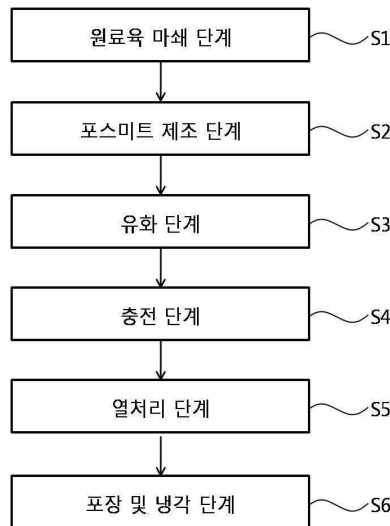 원료육 마쇄 단계 S1
포스미트 제조 단계 S2
유화 단계 S3
충전 단계 S4
열처리 단계 S5
포장 및 냉각 단계 S6